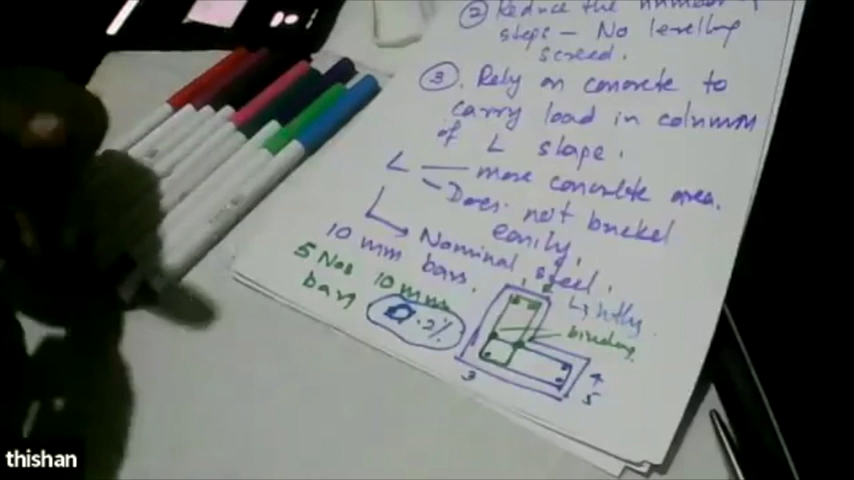 ② Reduce the number of
steps - No levelling
screed.
③. Rely on concrete to
carry load in column
of L shape.
L — more concrete area.
- Does not buckel
easily.
Nominal steel.
10 mm bars.
5 Nos 10 mm
bars
.2%
Lightly
binding
3
4
5
thishan